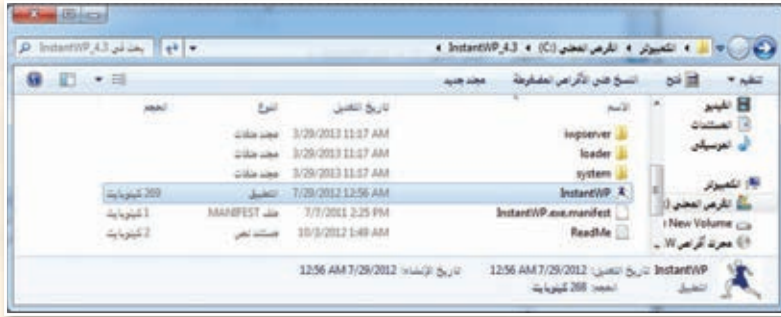 الكمبيوتر ◂ القرص المحلي (C:) ◂ InstantWP_4.3 ◂
بحث في InstantWP_4.3
تنظيم
فتح
النسخ على الأقراص المضغوطة
مجلد جديد
الاسم
تاريخ التعديل
النوع
الحجم
iwpserver 3/29/2013 11:17 AM مجلد ملفات
loader 3/29/2013 11:17 AM مجلد ملفات
system 3/29/2013 11:17 AM مجلد ملفات
InstantWP 7/29/2012 12:56 AM التطبيق 269 كيلوبايت
InstantWP.exe.manifest 7/7/2011 2:25 PM ملف MANIFEST 1 كيلوبايت
ReadMe 10/3/2012 1:49 AM مستند نص 2 كيلوبايت
الفيديو
المستندات
الموسيقى
الكمبيوتر
القرص المحلي (
New Volume (
محرك أقراص W
InstantWP تاريخ التعديل: 12:56 AM 7/29/2012 تاريخ الإنشاء: 12:56 AM 7/29/2012
التطبيق الحجم: 268 كيلوبايت